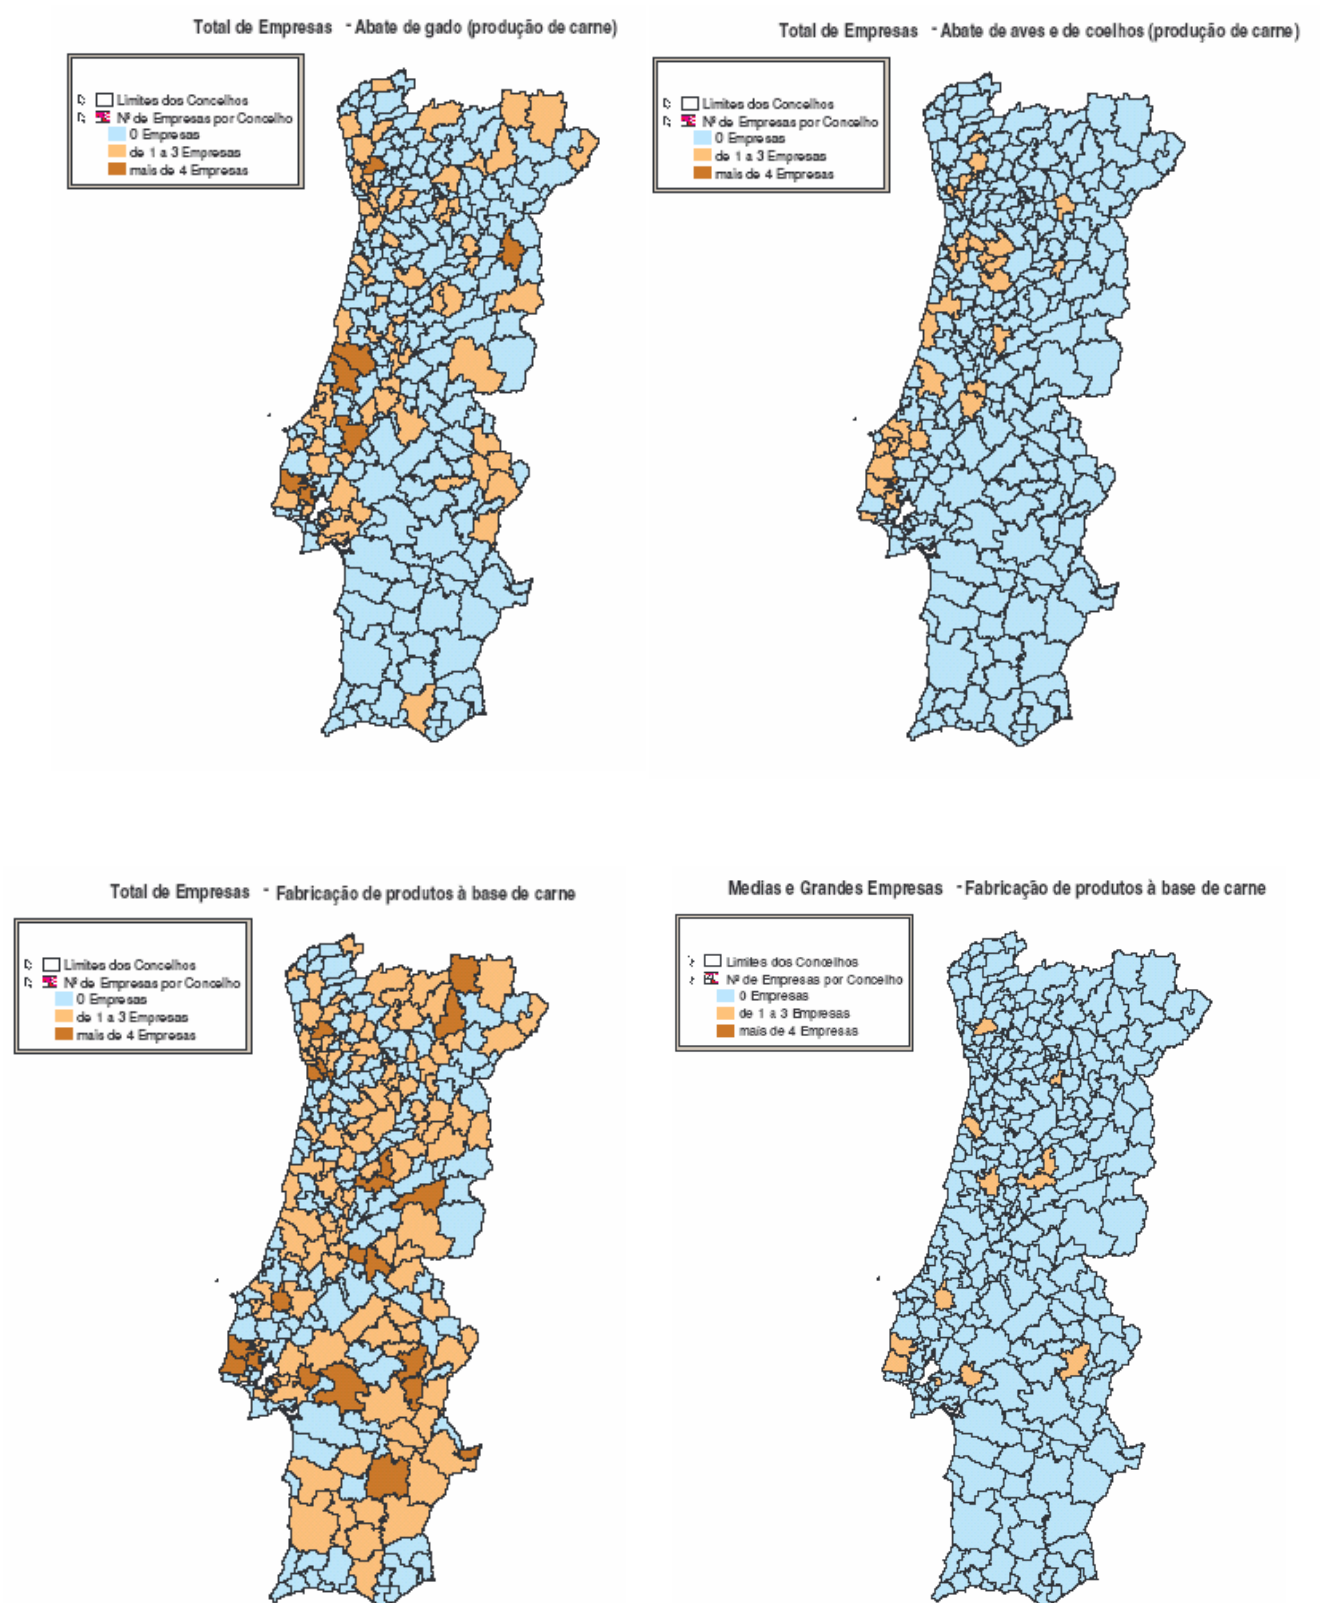 Total de Empresas - Abate de gado (produção de carne)
Limites dos Concelhos
Nº de Empresas por Concelho
0 Empresas
de 1 a 3 Empresas
mais de 4 Empresas
Total de Empresas - Abate de aves e de coelhos (produção de carne)
Limites dos Concelhos
Nº de Empresas por Concelho
0 Empresas
de 1 a 3 Empresas
mais de 4 Empresas
Total de Empresas - Fabricação de produtos à base de carne
Limites dos Concelhos
Nº de Empresas por Concelho
0 Empresas
de 1 a 3 Empresas
mais de 4 Empresas
Medias e Grandes Empresas - Fabricação de produtos à base de carne
Limites dos Concelhos
Nº de Empresas por Concelho
0 Empresas
de 1 a 3 Empresas
mais de 4 Empresas